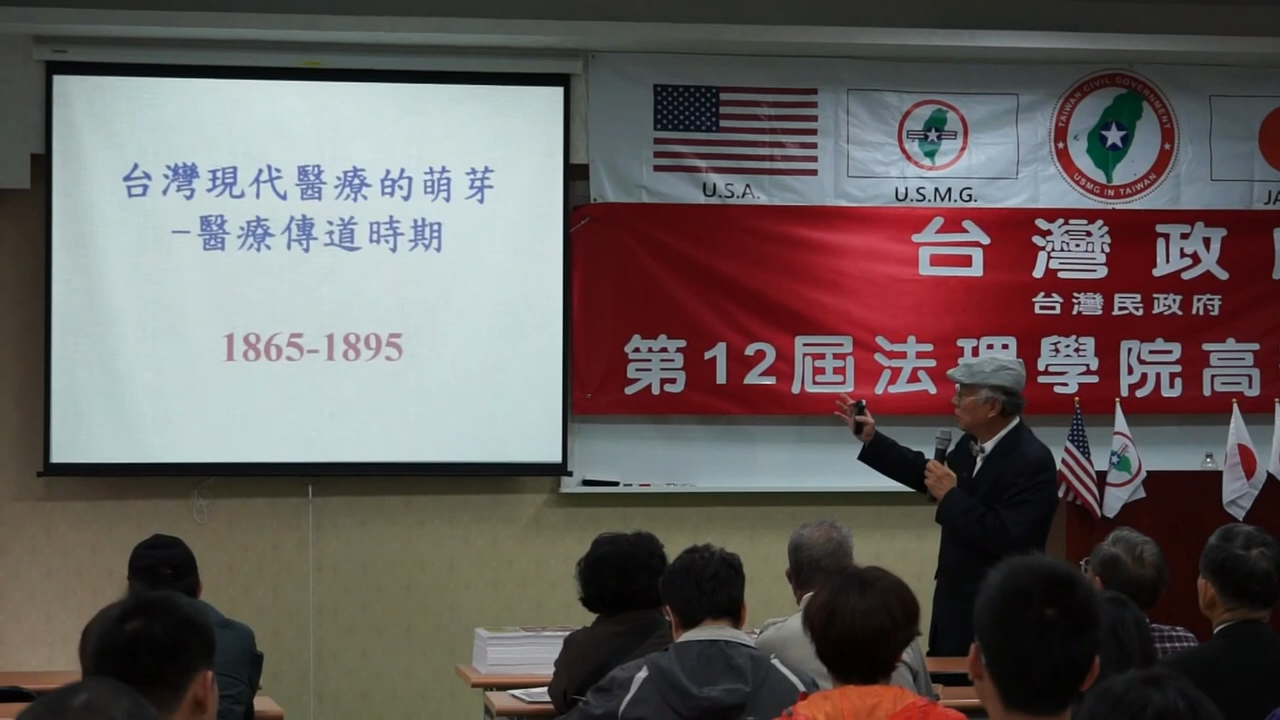 台灣現代醫療的萌芽
-醫療傳道時期
1865-1895
U.S.A.
U.S.M.G.
TAIWAN CIVIL GOVERNMENT
USMG IN TAIWAN
JA
台灣政
台灣民政府
第12屆法理學院高